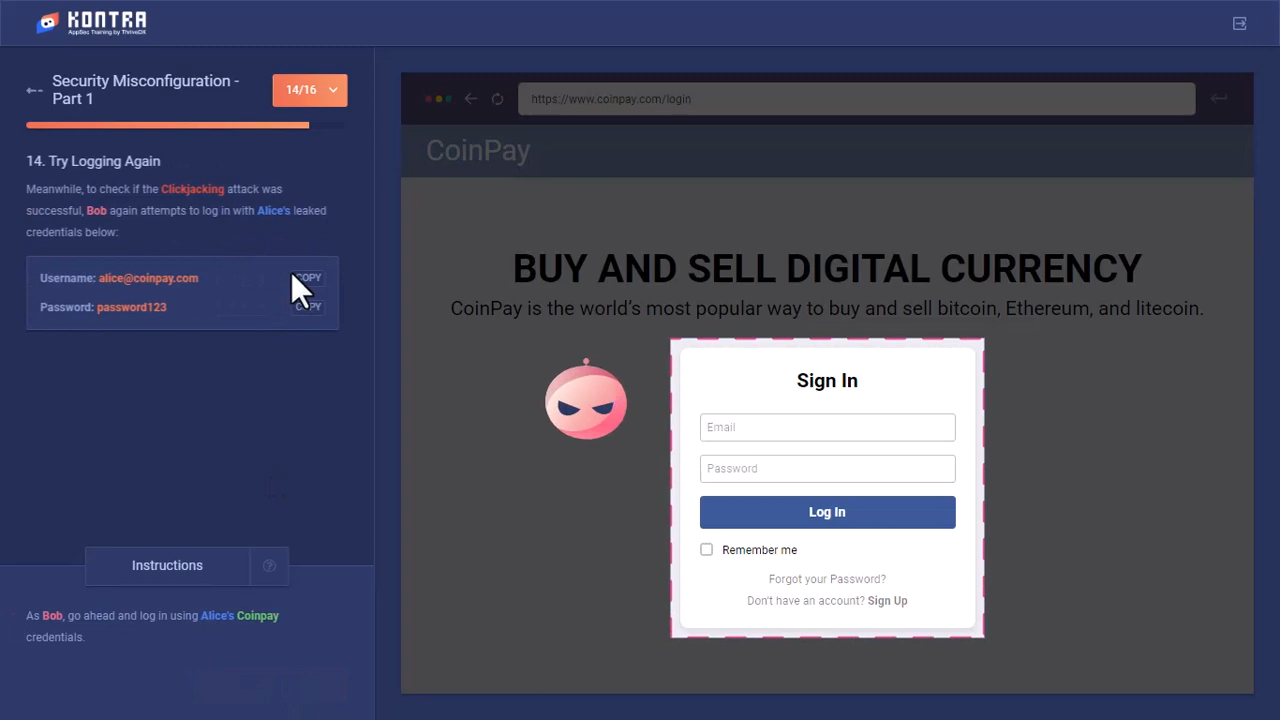 KONTRA
AppSec Training by ThriveDX
Security Misconfiguration -
Part 1
14/16
14. Try Logging Again
Meanwhile, to check if the Clickjacking attack was
successful, Bob again attempts to log in with Alice's leaked
credentials below:
Username: alice@coinpay.com
COPY
Password: password123
COPY
Instructions
?
As Bob, go ahead and log in using Alice's Coinpay
credentials.
https://www.coinpay.com/login
CoinPay
BUY AND SELL DIGITAL CURRENCY
CoinPay is the world's most popular way to buy and sell bitcoin, Ethereum, and litecoin.
Sign In
Email
Password
Log In
Remember me
Forgot your Password?
Don't have an account? Sign Up